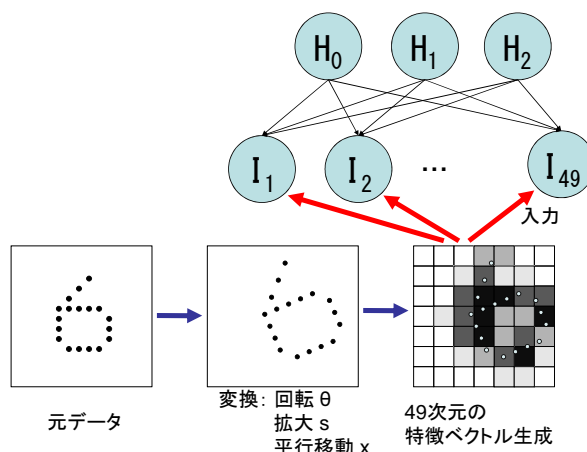 H0 H1 H2
I1 I2 … I49
入力
元データ
変換: 回転 θ
拡大 s
平行移動 x
49次元の
特徴ベクトル生成